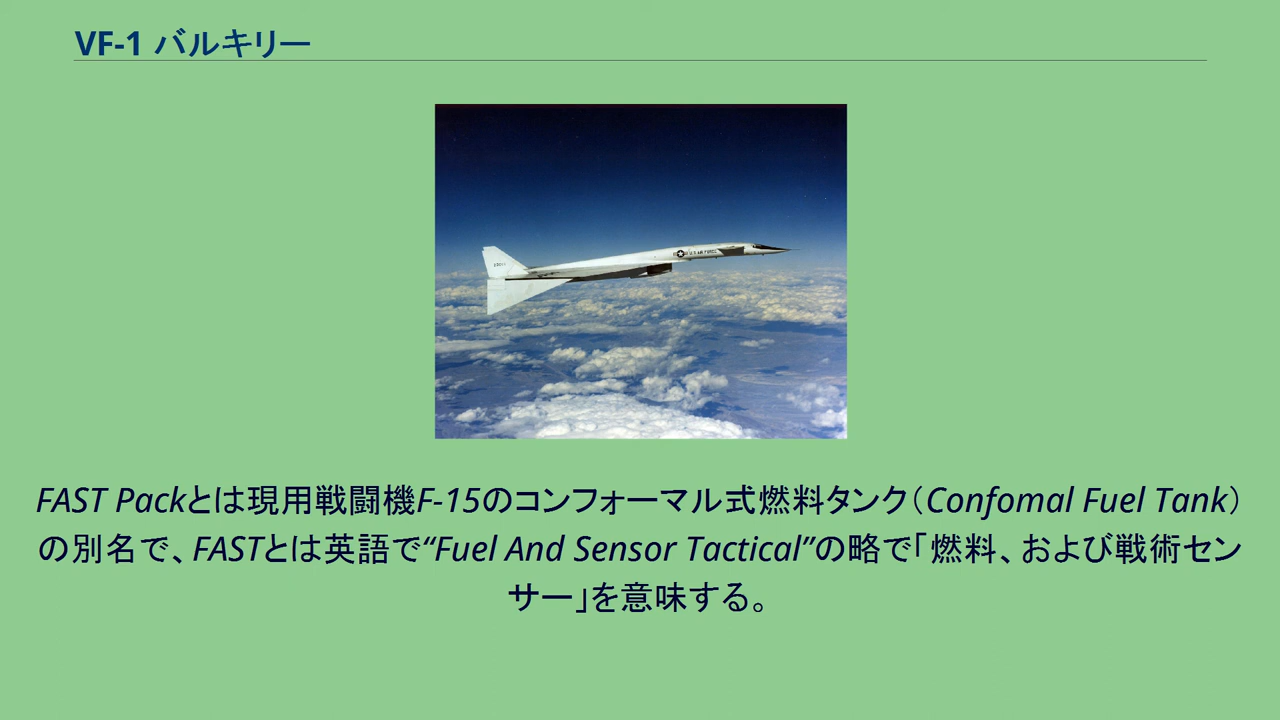 VF-1 バルキリー
U.S. AIR FORCE
FAST Packとは現用戦闘機F-15のコンフォーマル式燃料タンク（Confomal Fuel Tank）
の別名で、FASTとは英語で“Fuel And Sensor Tactical”の略で「燃料、および戦術セン
サー」を意味する。